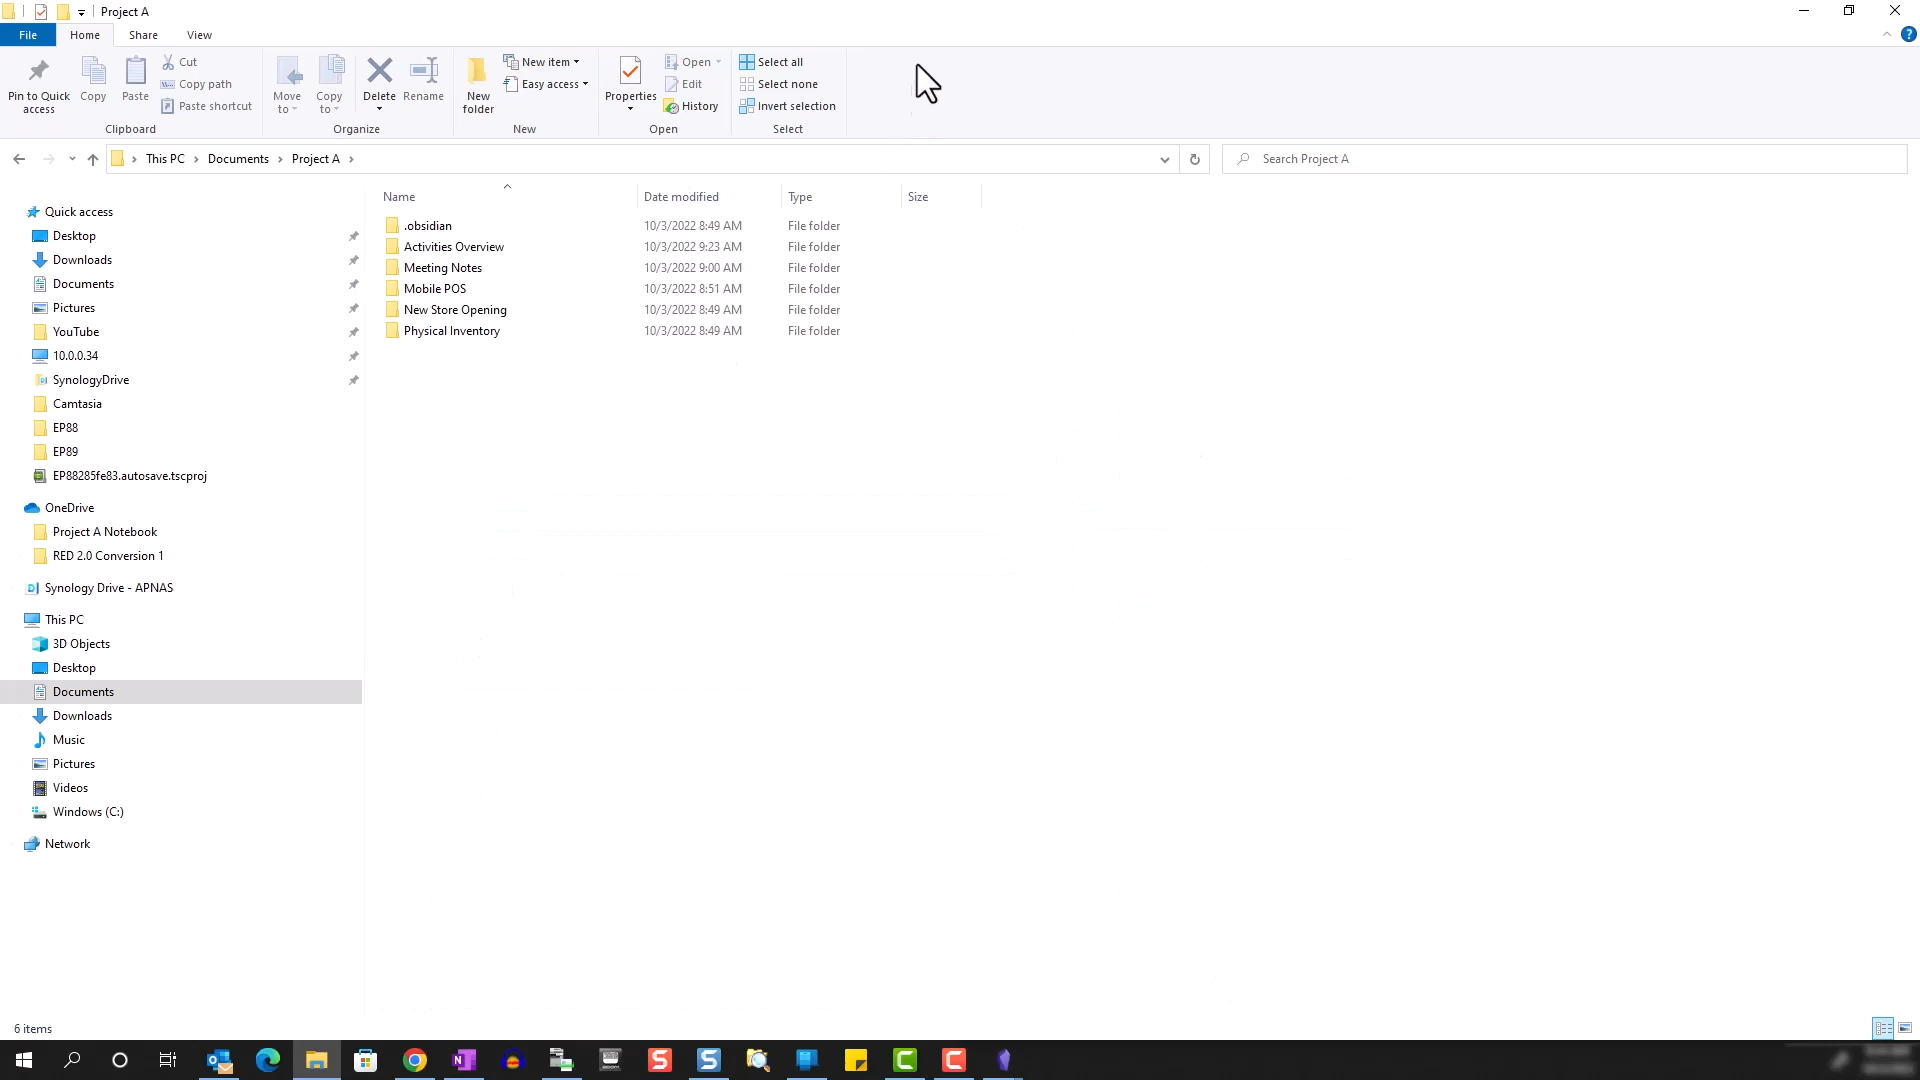 Project A
File Home Share View
Pin to Quick access
Copy
Paste
Cut
Copy path
Paste shortcut
Clipboard
Move to
Copy to
Delete
Rename
Organize
New folder
New item
Easy access
New
Properties
Open
Edit
History
Open
Select all
Select none
Invert selection
Select
This PC > Documents > Project A >
Search Project A
Name Date modified Type Size
.obsidian 10/3/2022 8:49 AM File folder
Activities Overview 10/3/2022 9:23 AM File folder
Meeting Notes 10/3/2022 9:00 AM File folder
Mobile POS 10/3/2022 8:51 AM File folder
New Store Opening 10/3/2022 8:49 AM File folder
Physical Inventory 10/3/2022 8:49 AM File folder
Quick access
Desktop
Downloads
Documents
Pictures
YouTube
10.0.0.34
SynologyDrive
Camtasia
EP88
EP89
EP88285fe83.autosave.tscproj
OneDrive
Project A Notebook
RED 2.0 Conversion 1
Synology Drive - APNAS
This PC
3D Objects
Desktop
Documents
Downloads
Music
Pictures
Videos
Windows (C:)
Network
6 items